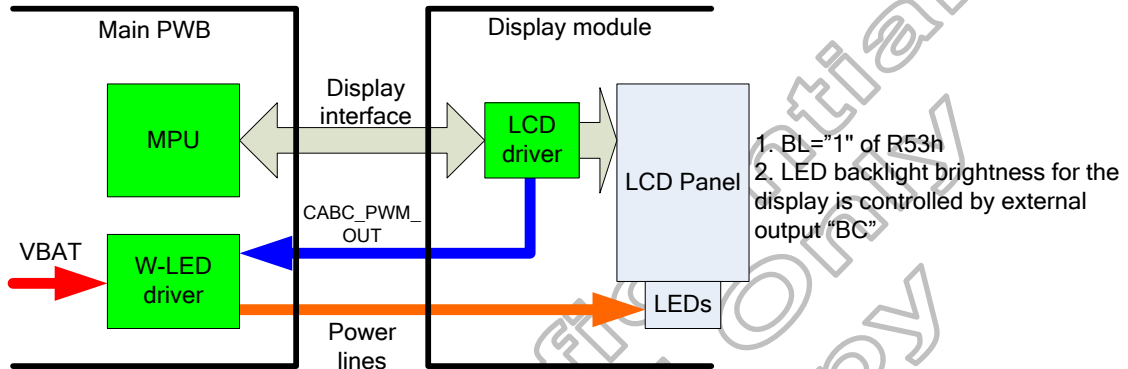 Main PWB
Display module
Display
interface
MPU
LCD
driver
LCD Panel
1. BL="1" of R53h
2. LED backlight brightness for the
display is controlled by external
output “BC”
CABC_PWM_
OUT
VBAT
W-LED
driver
LEDs
Power
lines